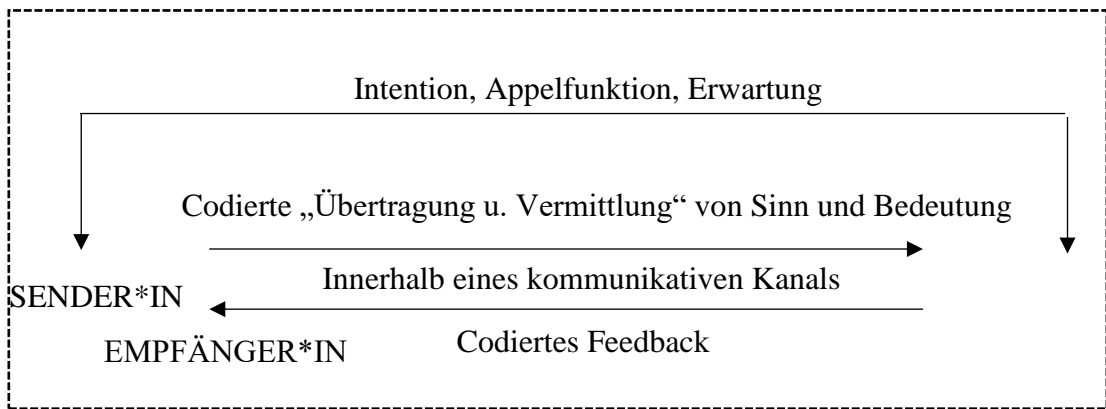 Intention, Appelfunktion, Erwartung
Codierte „Übertragung u. Vermittlung“ von Sinn und Bedeutung
Innerhalb eines kommunikativen Kanals
SENDER*IN
Codiertes Feedback
EMPFÄNGER*IN